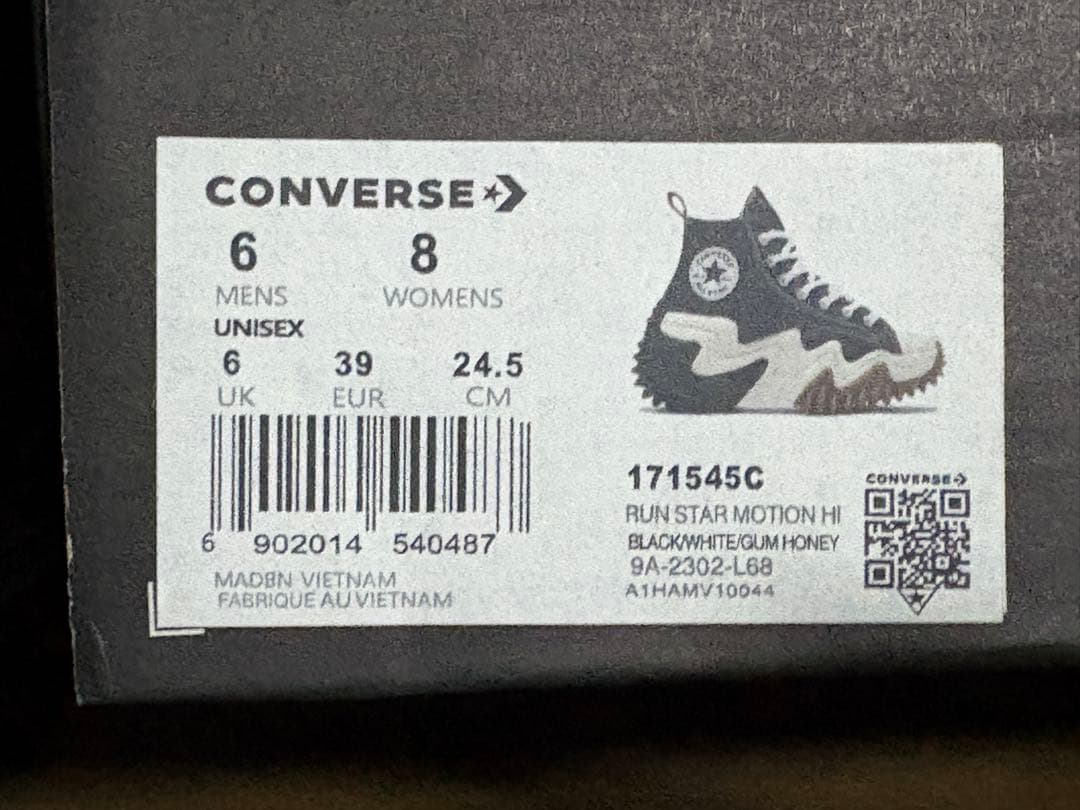 CONVERSE
6 8
MENS WOMENS
UNISEX
6 39 24.5
UK EUR CM
6 902014 540487
MADBN VIETNAM
FABRIQUE AU VIETNAM
171545C
RUN STAR MOTION HI
BLACK/WHITE/GUM HONEY
9A-2302-L68
A1HAMV10044
CONVERSE